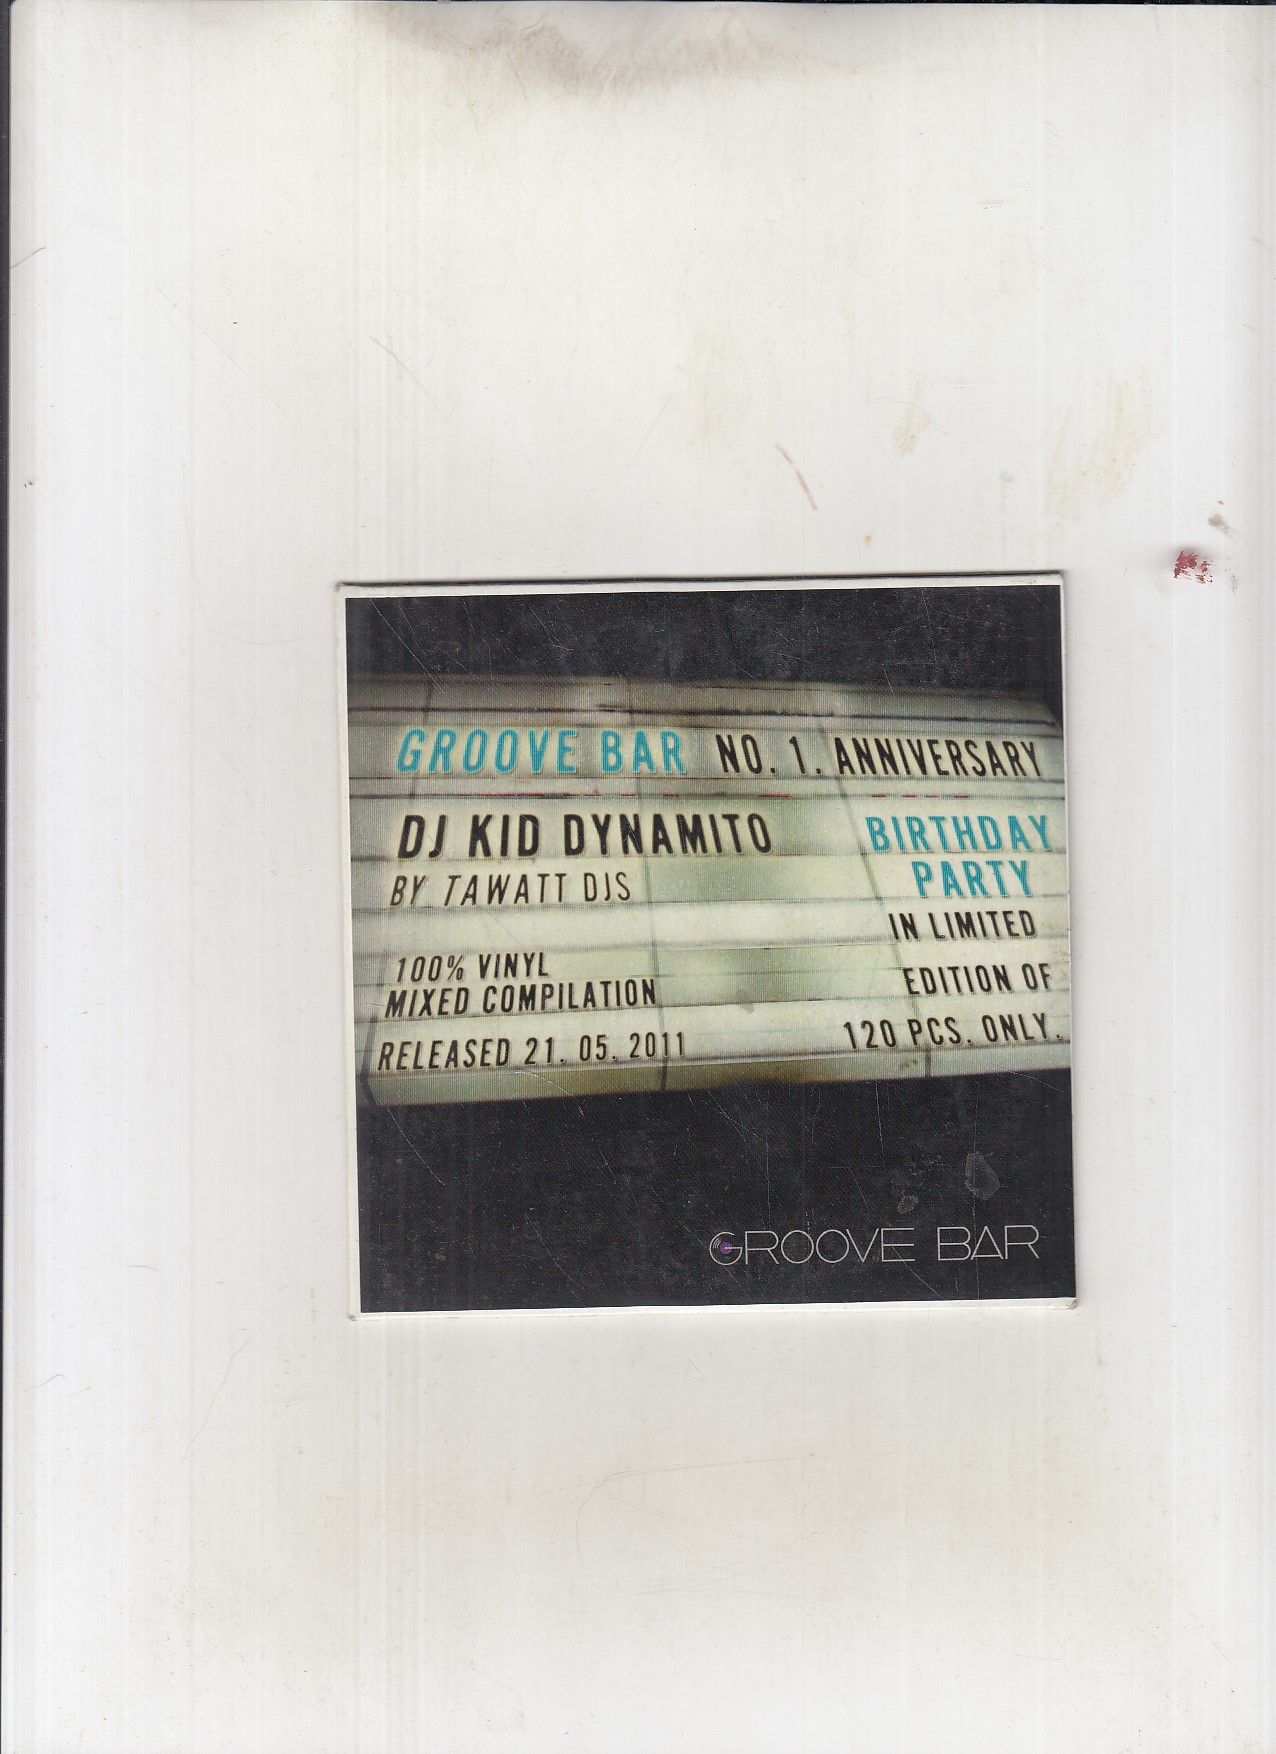 GROOVE BAR NO. 1. ANNIVERSARY
DJ KID DYNAMITO
BY TAWATT DJS
100% VINYL
MIXED COMPILATION
RELEASED 21. 05. 2011
BIRTHDAY
PARTY
IN LIMITED
EDITION OF
120 PCS. ONLY.
GROOVE BAR